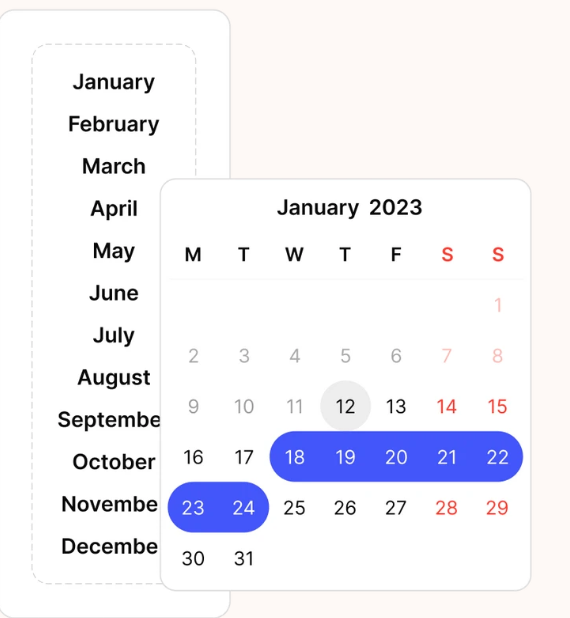 January
February
March
April
May
June
July
August
Septembe
October
Novembe
Decembe
January 2023
M T W T F S S
1
2 3 4 5 6 7 8
9 10 11 12 13 14 15
16 17 18 19 20 21 22
23 24 25 26 27 28 29
30 31